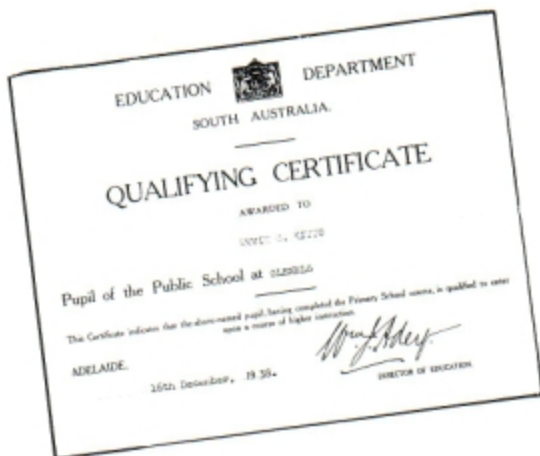 EDUCATION DEPARTMENT
SOUTH AUSTRALIA.
QUALIFYING CERTIFICATE
AWARDED TO
Pupil of the Public School at GLENELG
This Certificate indicates that the above-named pupil, having completed the Primary School course, is qualified to enter
upon a course of higher instruction.
ADELAIDE.
16th December, 1938.
Wm J. Adey.
DIRECTOR OF EDUCATION.